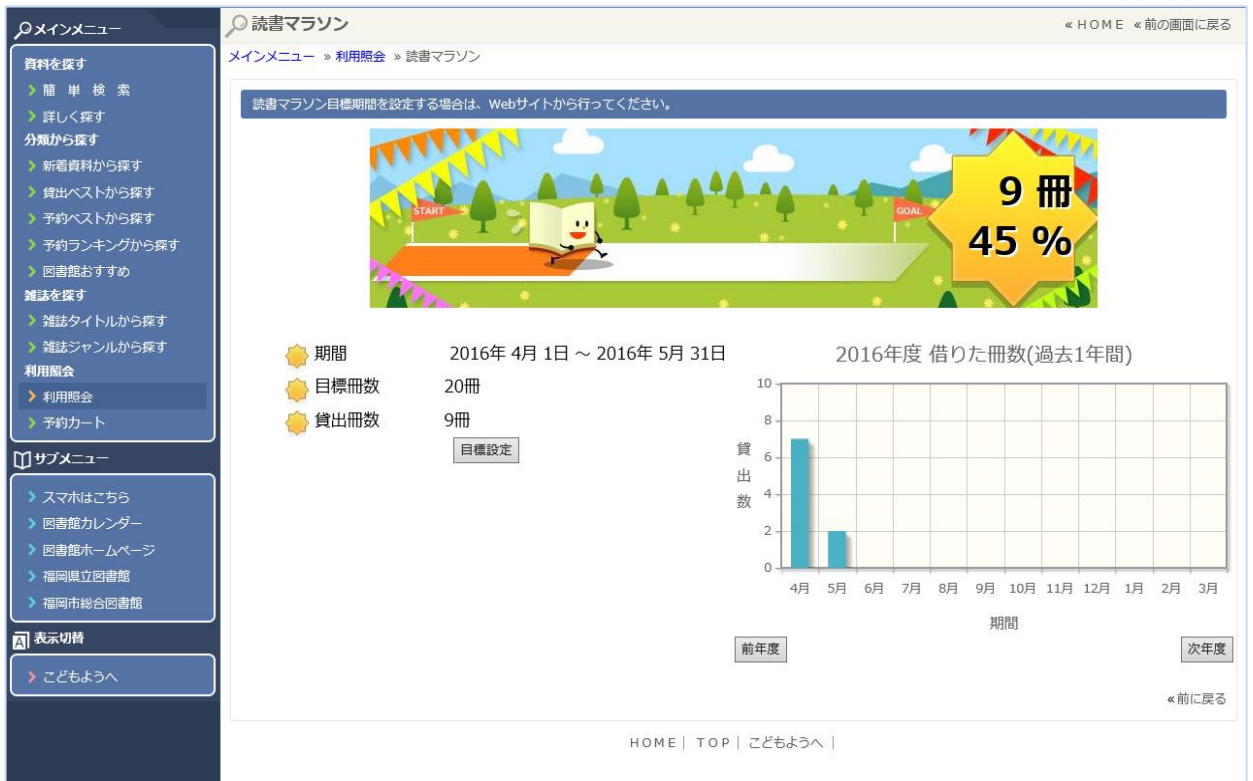 メインメニュー
資料を探す
簡 単 検 索
詳しく探す
分類から探す
新着資料から探す
貸出ベストから探す
予約ベストから探す
予約ランキングから探す
図書館おすすめ
雑誌を探す
雑誌タイトルから探す
雑誌ジャンルから探す
利用照会
利用照会
予約カート
サブメニュー
スマホはこちら
図書館カレンダー
図書館ホームページ
福岡県立図書館
福岡市総合図書館
表示切替
こどもようへ
読書マラソン
«HOME «前の画面に戻る
メインメニュー » 利用照会 » 読書マラソン
読書マラソン目標期間を設定する場合は、Webサイトから行ってください。
START
GOAL
9 冊
45 %
期間 2016年 4月 1日 ～ 2016年 5月 31日
目標冊数 20冊
貸出冊数 9冊
目標設定
2016年度 借りた冊数(過去1年間)
貸出数
10
8
6
4
2
0
4月 5月 6月 7月 8月 9月 10月 11月 12月 1月 2月 3月
期間
前年度 次年度
«前に戻る
HOME| TOP| こどもようへ |